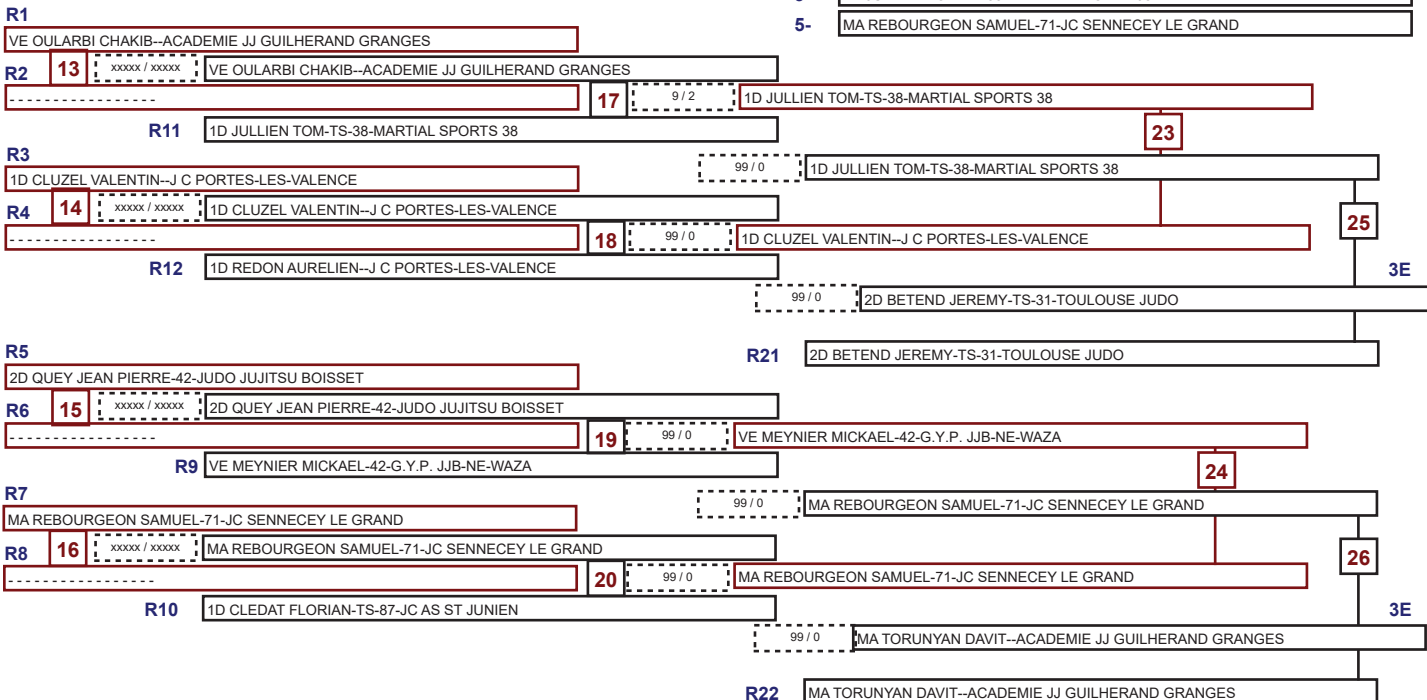 R1
5- MA REBOURGEON SAMUEL-71-JC SENNECEY LE GRAND
VE OULARBI CHAKIB--ACADEMIE JJ GUILHERAND GRANGES
R2 13 xxxxx / xxxxx VE OULARBI CHAKIB--ACADEMIE JJ GUILHERAND GRANGES
- - - - - - - - - - - - - - - - - 17 9 / 2 1D JULLIEN TOM-TS-38-MARTIAL SPORTS 38
R11 1D JULLIEN TOM-TS-38-MARTIAL SPORTS 38
23
R3
99 / 0 1D JULLIEN TOM-TS-38-MARTIAL SPORTS 38
1D CLUZEL VALENTIN--J C PORTES-LES-VALENCE
R4 14 xxxxx / xxxxx 1D CLUZEL VALENTIN--J C PORTES-LES-VALENCE
25
- - - - - - - - - - - - - - - - - 18 99 / 0 1D CLUZEL VALENTIN--J C PORTES-LES-VALENCE
R12 1D REDON AURELIEN--J C PORTES-LES-VALENCE
3E
99 / 0 2D BETEND JEREMY-TS-31-TOULOUSE JUDO
R5
R21 2D BETEND JEREMY-TS-31-TOULOUSE JUDO
2D QUEY JEAN PIERRE-42-JUDO JUJITSU BOISSET
R6 15 xxxxx / xxxxx 2D QUEY JEAN PIERRE-42-JUDO JUJITSU BOISSET
- - - - - - - - - - - - - - - - - 19 99 / 0 VE MEYNIER MICKAEL-42-G.Y.P. JJB-NE-WAZA
R9 VE MEYNIER MICKAEL-42-G.Y.P. JJB-NE-WAZA
24
R7
99 / 0 MA REBOURGEON SAMUEL-71-JC SENNECEY LE GRAND
MA REBOURGEON SAMUEL-71-JC SENNECEY LE GRAND
R8 16 xxxxx / xxxxx MA REBOURGEON SAMUEL-71-JC SENNECEY LE GRAND
26
- - - - - - - - - - - - - - - - - 20 99 / 0 MA REBOURGEON SAMUEL-71-JC SENNECEY LE GRAND
R10 1D CLEDAT FLORIAN-TS-87-JC AS ST JUNIEN
3E
99 / 0 MA TORUNYAN DAVIT--ACADEMIE JJ GUILHERAND GRANGES
R22 MA TORUNYAN DAVIT--ACADEMIE JJ GUILHERAND GRANGES